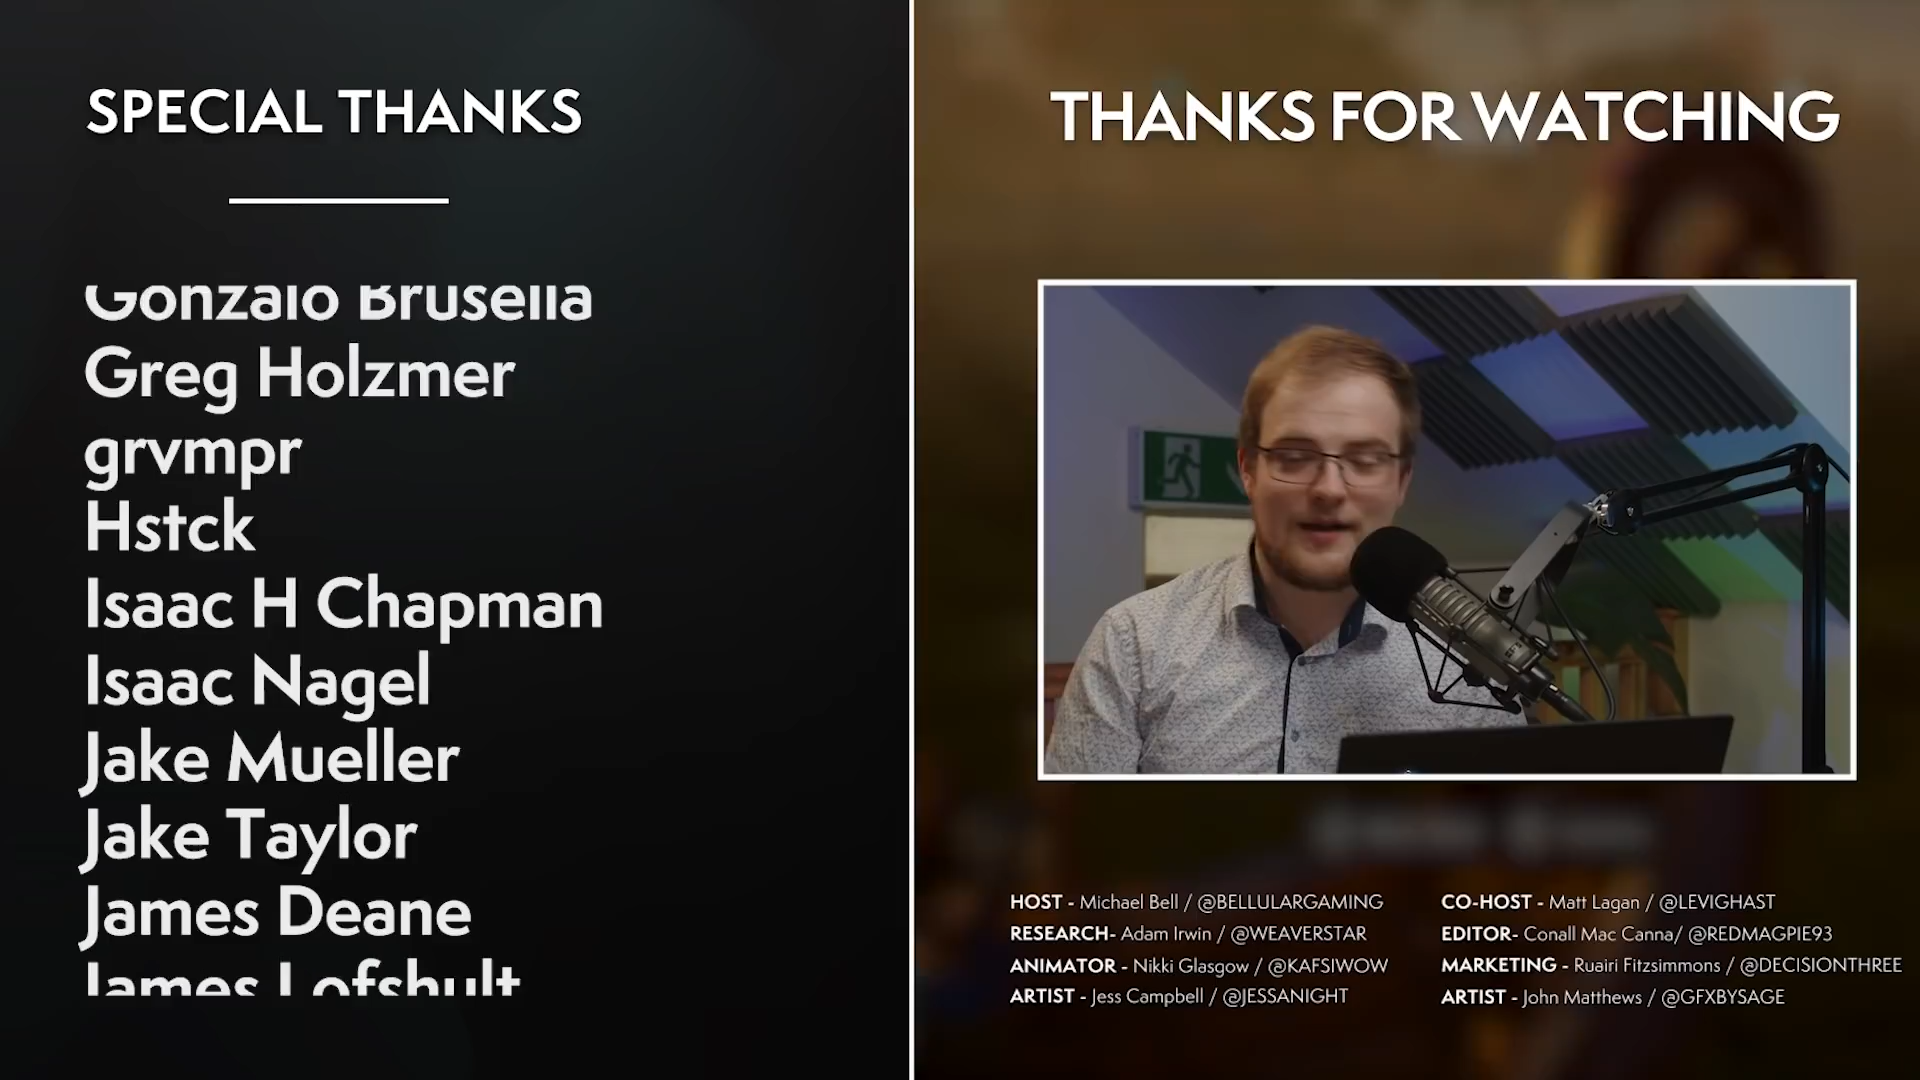 SPECIAL THANKS
Gonzalo Brusella
Greg Holzmer
grvmpr
Hstck
Isaac H Chapman
Isaac Nagel
Jake Mueller
Jake Taylor
James Deane
James Lofshult
THANKS FOR WATCHING
HOST - Michael Bell / @BELLULARGAMING
RESEARCH- Adam Irwin / @WEAVERSTAR
ANIMATOR - Nikki Glasgow / @KAFSIWOW
ARTIST - Jess Campbell / @JESSANIGHT
CO-HOST - Matt Lagan / @LEVIGHAST
EDITOR- Conall Mac Canna/ @REDMAGPIE93
MARKETING - Ruairi Fitzsimmons / @DECISIONTHREE
ARTIST - John Matthews / @GFXBYSAGE